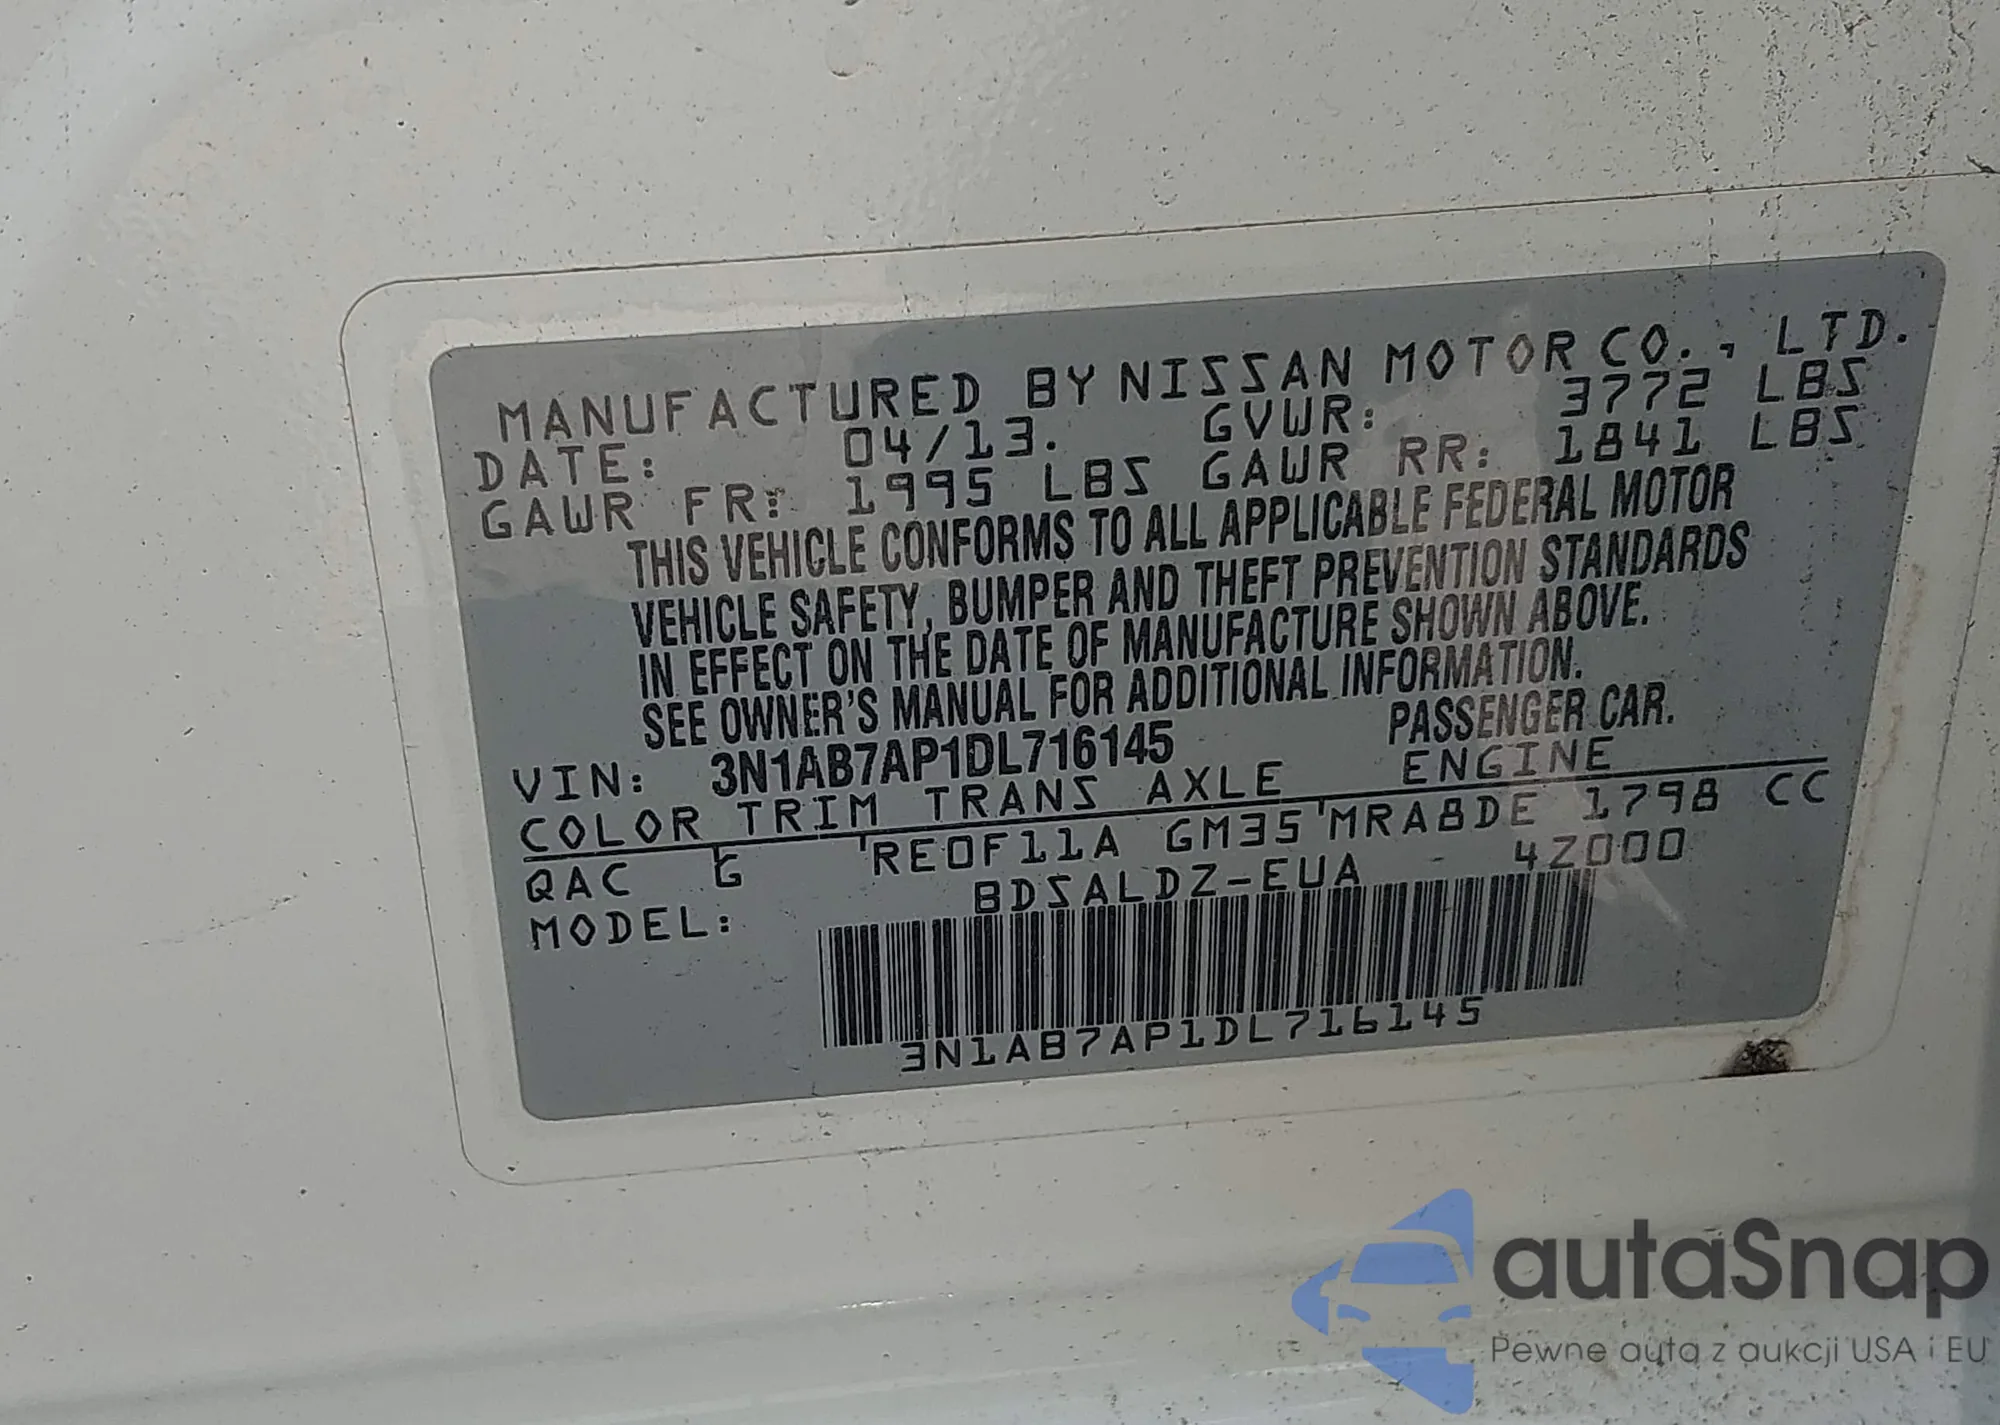 MANUFACTURED BY NISSAN MOTOR CO., LTD.
DATE: 04/13. GVWR: 3772 LBS
GAWR FR: 1995 LBS GAWR RR: 1841 LBS
THIS VEHICLE CONFORMS TO ALL APPLICABLE FEDERAL MOTOR
VEHICLE SAFETY, BUMPER AND THEFT PREVENTION STANDARDS
IN EFFECT ON THE DATE OF MANUFACTURE SHOWN ABOVE.
SEE OWNER'S MANUAL FOR ADDITIONAL INFORMATION.
VIN: 3N1AB7AP1DL716145 PASSENGER CAR.
COLOR TRIM TRANS AXLE ENGINE
QAC G RE0F11A GM35 MRA8DE 1798 CC
MODEL: BDSALDZ-EUA - 4Z000
3N1AB7AP1DL716145
autaSnap
Pewne auta z aukcji USA i EU